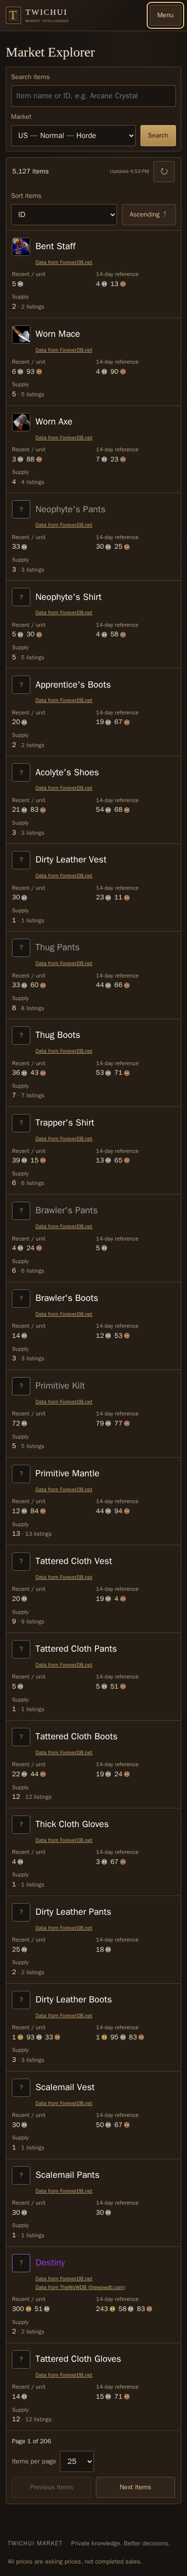 T
TWICHUI
MARKET INTELLIGENCE
Menu
Market Explorer
Search items
Item name or ID, e.g. Arcane Crystal
Market
US — Normal — Horde
Search
5,127 items
Updated 4:53 PM
Sort items
ID
Ascending ↑
Bent Staff
Data from ForeverDB.net
Recent / unit 14-day reference
5 4 13
Supply
2 · 2 listings
Worn Mace
Data from ForeverDB.net
Recent / unit 14-day reference
6 93 4 90
Supply
5 · 5 listings
Worn Axe
Data from ForeverDB.net
Recent / unit 14-day reference
3 88 7 23
Supply
4 · 4 listings
?
Neophyte's Pants
Data from ForeverDB.net
Recent / unit 14-day reference
33 30 25
Supply
3 · 3 listings
?
Neophyte's Shirt
Data from ForeverDB.net
Recent / unit 14-day reference
5 30 4 58
Supply
5 · 5 listings
?
Apprentice's Boots
Data from ForeverDB.net
Recent / unit 14-day reference
20 19 67
Supply
2 · 2 listings
?
Acolyte's Shoes
Data from ForeverDB.net
Recent / unit 14-day reference
21 83 54 68
Supply
3 · 3 listings
?
Dirty Leather Vest
Data from ForeverDB.net
Recent / unit 14-day reference
30 23 11
Supply
1 · 1 listings
?
Thug Pants
Data from ForeverDB.net
Recent / unit 14-day reference
33 60 44 66
Supply
8 · 8 listings
?
Thug Boots
Data from ForeverDB.net
Recent / unit 14-day reference
36 43 53 71
Supply
7 · 7 listings
?
Trapper's Shirt
Data from ForeverDB.net
Recent / unit 14-day reference
39 15 13 65
Supply
6 · 6 listings
?
Brawler's Pants
Data from ForeverDB.net
Recent / unit 14-day reference
4 24 5
Supply
6 · 6 listings
?
Brawler's Boots
Data from ForeverDB.net
Recent / unit 14-day reference
14 12 53
Supply
3 · 3 listings
?
Primitive Kilt
Data from ForeverDB.net
Recent / unit 14-day reference
72 79 77
Supply
5 · 5 listings
?
Primitive Mantle
Data from ForeverDB.net
Recent / unit 14-day reference
12 84 44 94
Supply
13 · 13 listings
?
Tattered Cloth Vest
Data from ForeverDB.net
Recent / unit 14-day reference
20 19 4
Supply
9 · 9 listings
?
Tattered Cloth Pants
Data from ForeverDB.net
Recent / unit 14-day reference
5 5 51
Supply
1 · 1 listings
?
Tattered Cloth Boots
Data from ForeverDB.net
Recent / unit 14-day reference
22 44 19 24
Supply
12 · 12 listings
?
Thick Cloth Gloves
Data from ForeverDB.net
Recent / unit 14-day reference
4 3 67
Supply
1 · 1 listings
?
Dirty Leather Pants
Data from ForeverDB.net
Recent / unit 14-day reference
25 18
Supply
2 · 2 listings
?
Dirty Leather Boots
Data from ForeverDB.net
Recent / unit 14-day reference
1 93 33 1 95 83
Supply
3 · 3 listings
?
Scalemail Vest
Data from ForeverDB.net
Recent / unit 14-day reference
30 50 67
Supply
1 · 1 listings
?
Scalemail Pants
Data from ForeverDB.net
Recent / unit 14-day reference
30 30
Supply
1 · 1 listings
?
Destiny
Data from ForeverDB.net
Data from TheWoWDB (thewowdb.com)
Recent / unit 14-day reference
300 51 243 58 83
Supply
2 · 2 listings
?
Tattered Cloth Gloves
Data from ForeverDB.net
Recent / unit 14-day reference
14 15 71
Supply
12 · 12 listings
Page 1 of 206
Items per page 25
Previous items Next items
TWICHUI MARKET Private knowledge. Better decisions.
All prices are asking prices, not completed sales.